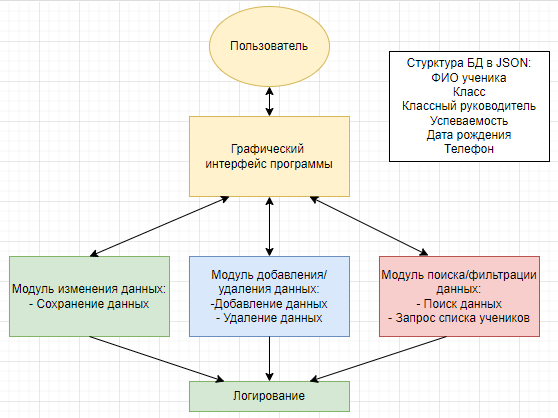 Пользователь
Стурктура БД в JSON:
ФИО ученика
Класс
Классный руководитель
Успеваемость
Дата рождения
Телефон
Графический
интерфейс программы
Модуль изменения данных:
- Сохранение данных
Модуль добавления/
удаления данных:
-Добавление данных
- Удаление данных
Модуль поиска/фильтрации
данных:
- Поиск данных
- Запрос списка учеников
Логирование